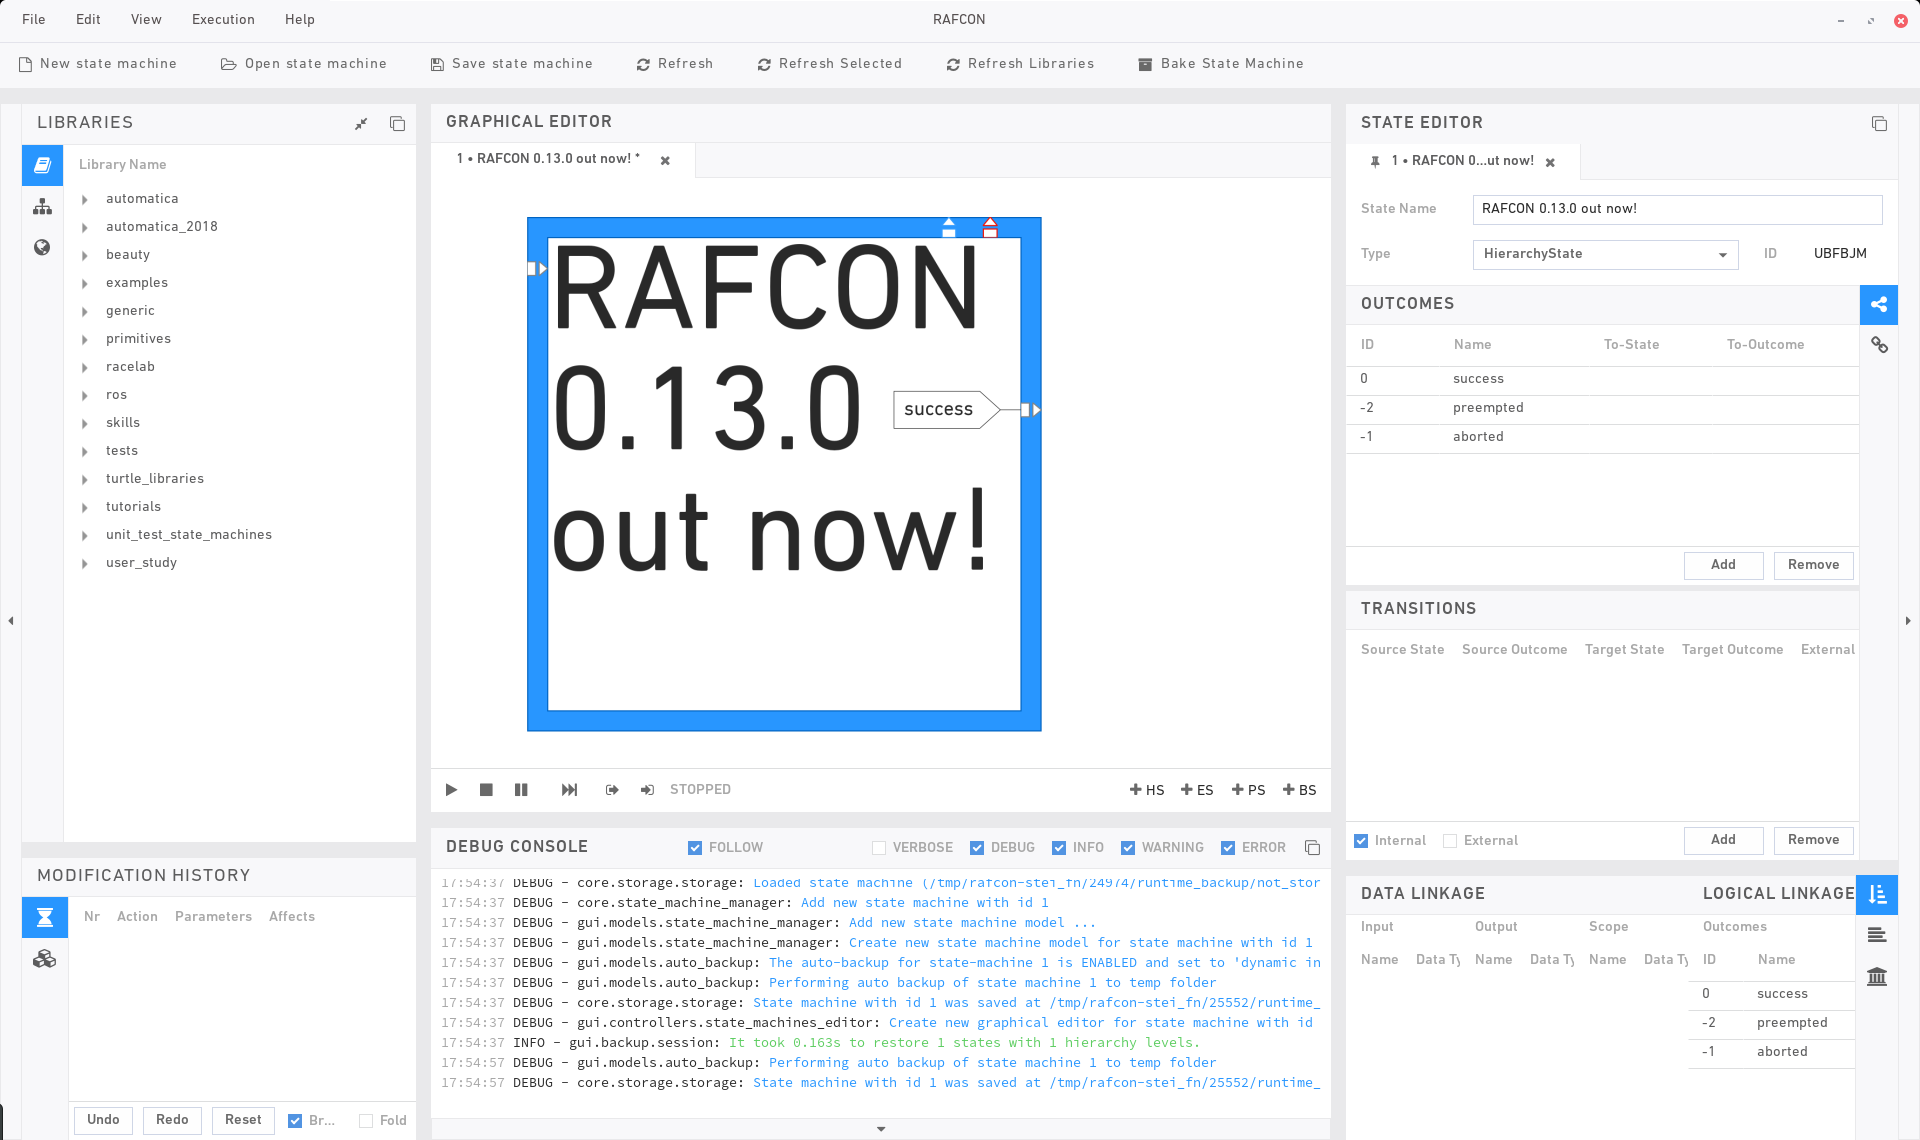 File Edit View Execution Help RAFCON
New state machine Open state machine Save state machine Refresh Refresh Selected Refresh Libraries Bake State Machine
LIBRARIES
Library Name
automatica
automatica_2018
beauty
examples
generic
primitives
racelab
ros
skills
tests
turtle_libraries
tutorials
unit_test_state_machines
user_study
MODIFICATION HISTORY
Nr Action Parameters Affects
Undo Redo Reset Br... Fold
GRAPHICAL EDITOR
1 • RAFCON 0.13.0 out now! *
RAFCON
0.13.0
success
out now!
STOPPED HS ES PS BS
DEBUG CONSOLE FOLLOW VERBOSE DEBUG INFO WARNING ERROR
17:54:37 DEBUG - core.storage.storage: Loaded state machine (/tmp/rafcon-stei_fn/24974/runtime_backup/not_stor
17:54:37 DEBUG - core.state_machine_manager: Add new state machine with id 1
17:54:37 DEBUG - gui.models.state_machine_manager: Add new state machine model ...
17:54:37 DEBUG - gui.models.state_machine_manager: Create new state machine model for state machine with id 1
17:54:37 DEBUG - gui.models.auto_backup: The auto-backup for state-machine 1 is ENABLED and set to 'dynamic in
17:54:37 DEBUG - gui.models.auto_backup: Performing auto backup of state machine 1 to temp folder
17:54:37 DEBUG - core.storage.storage: State machine with id 1 was saved at /tmp/rafcon-stei_fn/25552/runtime_
17:54:37 DEBUG - gui.controllers.state_machines_editor: Create new graphical editor for state machine with id
17:54:37 INFO - gui.backup.session: It took 0.163s to restore 1 states with 1 hierarchy levels.
17:54:57 DEBUG - gui.models.auto_backup: Performing auto backup of state machine 1 to temp folder
17:54:57 DEBUG - core.storage.storage: State machine with id 1 was saved at /tmp/rafcon-stei_fn/25552/runtime_
STATE EDITOR
1 • RAFCON 0...ut now!
State Name RAFCON 0.13.0 out now!
Type HierarchyState ID UBFBJM
OUTCOMES
ID Name To-State To-Outcome
0 success
-2 preempted
-1 aborted
Add Remove
TRANSITIONS
Source State Source Outcome Target State Target Outcome External
Internal External Add Remove
DATA LINKAGE LOGICAL LINKAGE
Input Output Scope Outcomes
Name Data Ty Name Data Ty Name Data Ty ID Name
0 success
-2 preempted
-1 aborted